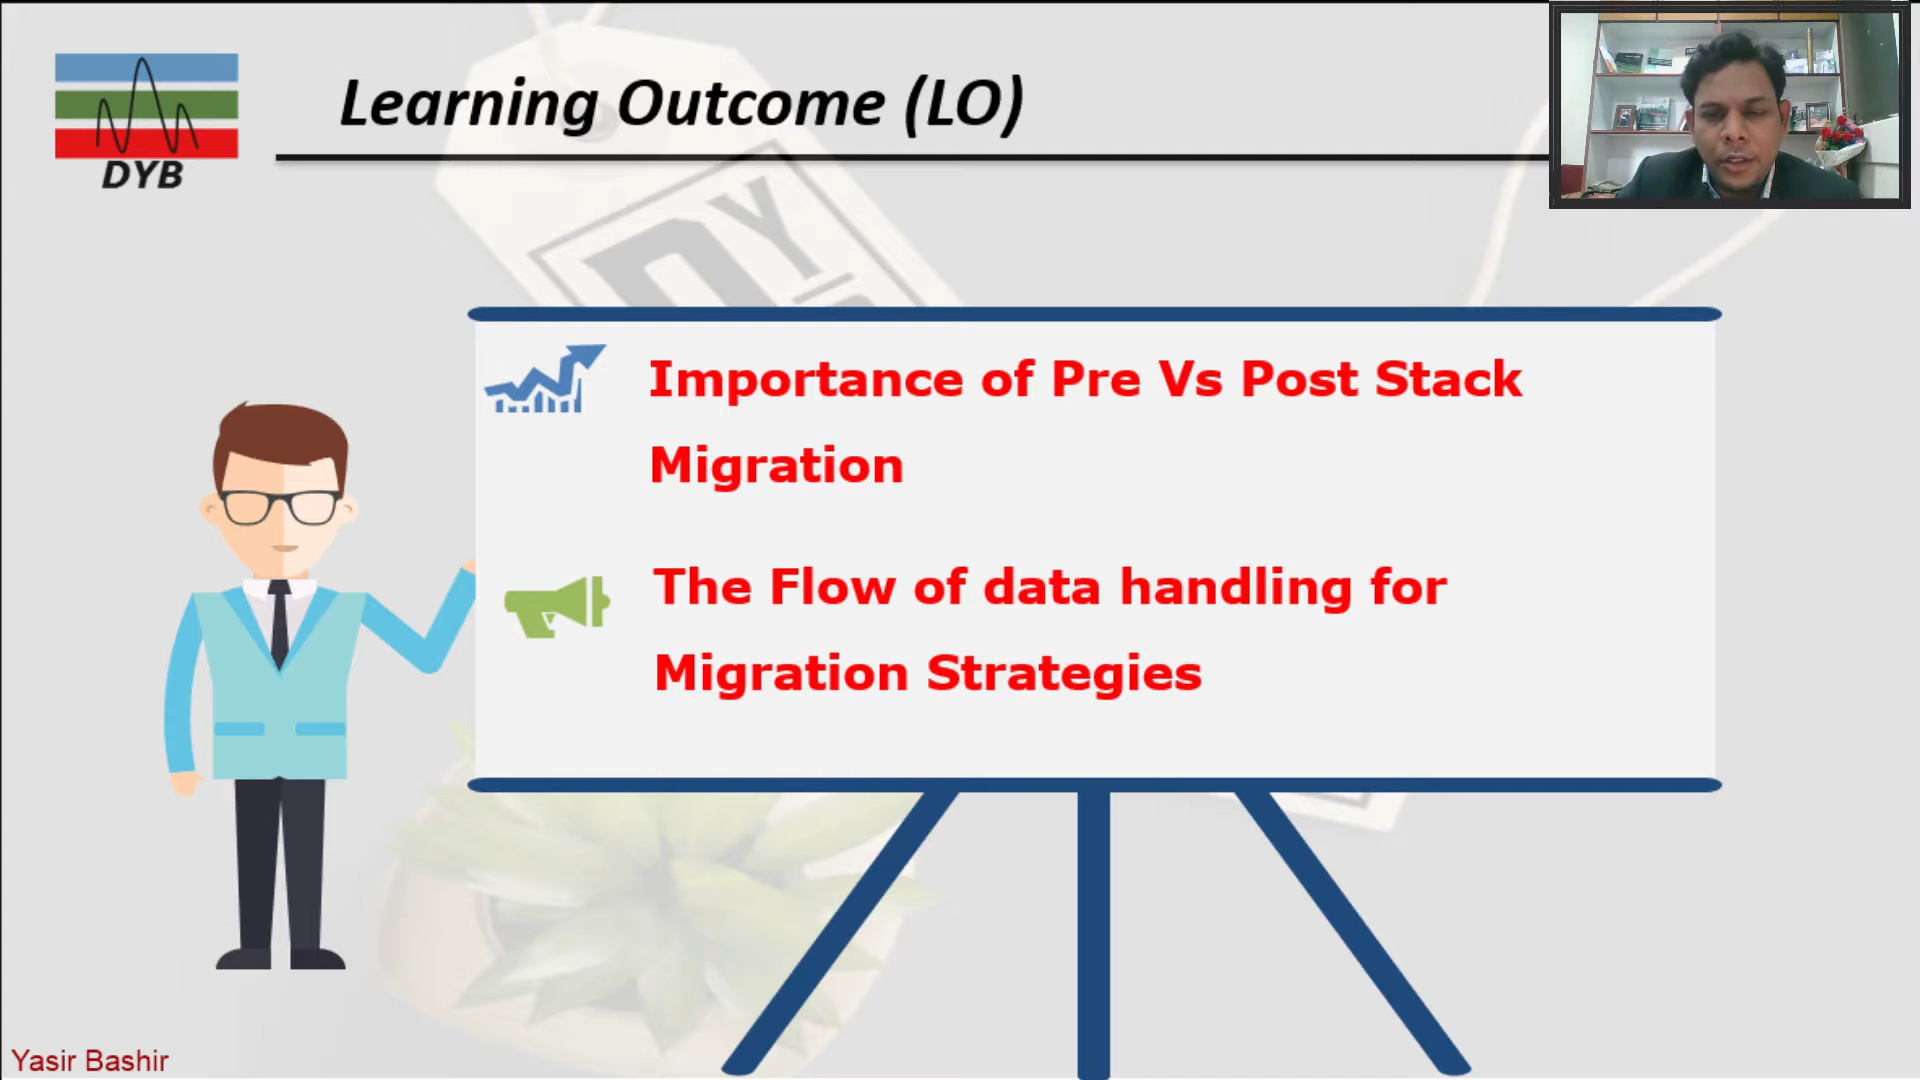 Learning Outcome (LO)
DYB
Importance of Pre Vs Post Stack
Migration
The Flow of data handling for
Migration Strategies
Yasir Bashir